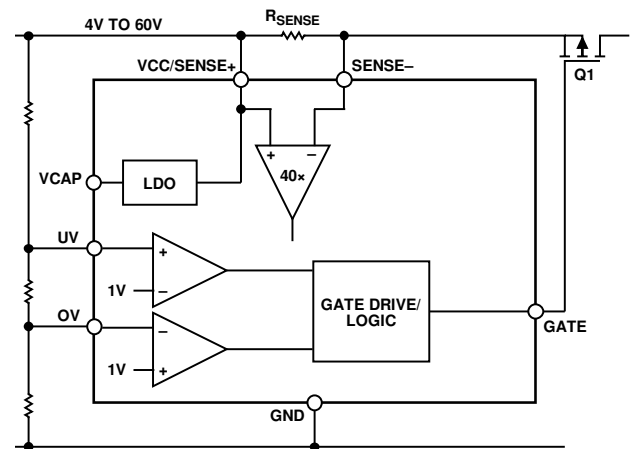 4V TO 60V
RSENSE
VCC/SENSE+
SENSE–
Q1
+
–
40×
VCAP
LDO
UV
+
1V
–
GATE DRIVE/
LOGIC
OV
–
1V
+
GATE
GND